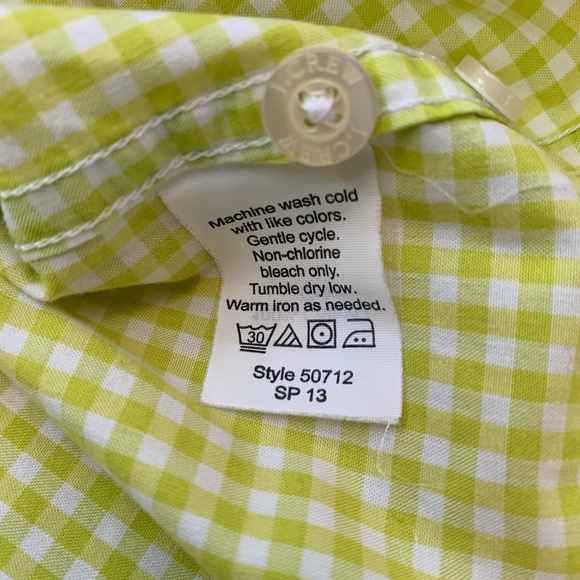 J.CREW
J.CREW
Machine wash cold
with like colors.
Gentle cycle.
Non-chlorine
bleach only.
Tumble dry low.
Warm iron as needed.
30
Style 50712
SP 13